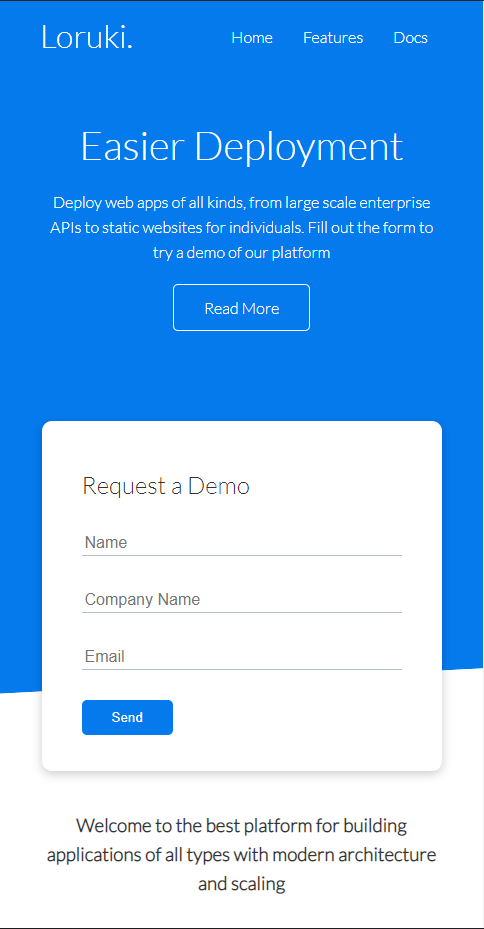 Loruki.
Home Features Docs
Easier Deployment
Deploy web apps of all kinds, from large scale enterprise
APIs to static websites for individuals. Fill out the form to
try a demo of our platform
Read More
Request a Demo
Name
Company Name
Email
Send
Welcome to the best platform for building
applications of all types with modern architecture
and scaling